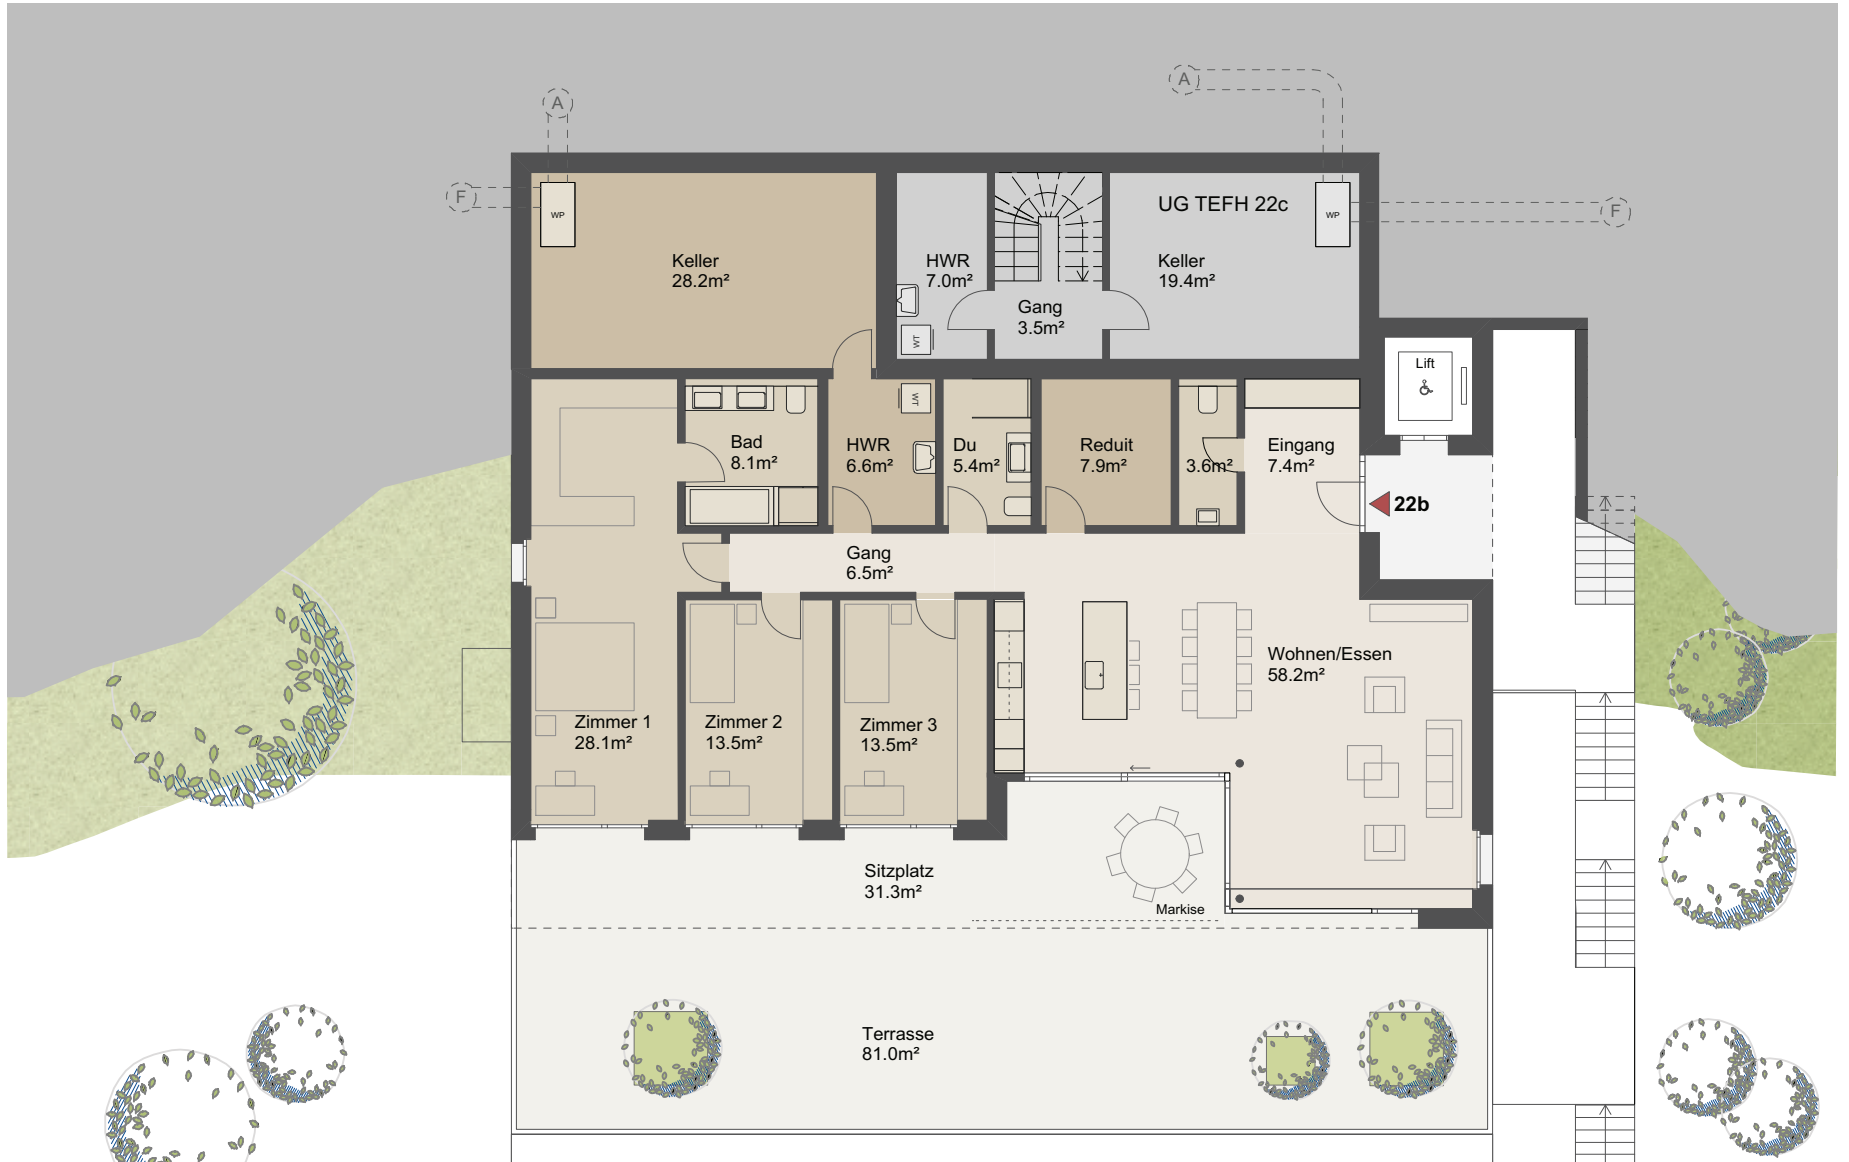 A
A
F
F
WP
WP
UG TEFH 22c
Keller
28.2m²
HWR
7.0m²
Keller
19.4m²
Gang
3.5m²
WT
Lift
WT
Bad
8.1m²
HWR
6.6m²
Du
5.4m²
Reduit
7.9m²
3.6m²
Eingang
7.4m²
22b
Gang
6.5m²
Wohnen/Essen
58.2m²
Zimmer 1
28.1m²
Zimmer 2
13.5m²
Zimmer 3
13.5m²
Sitzplatz
31.3m²
Markise
Terrasse
81.0m²